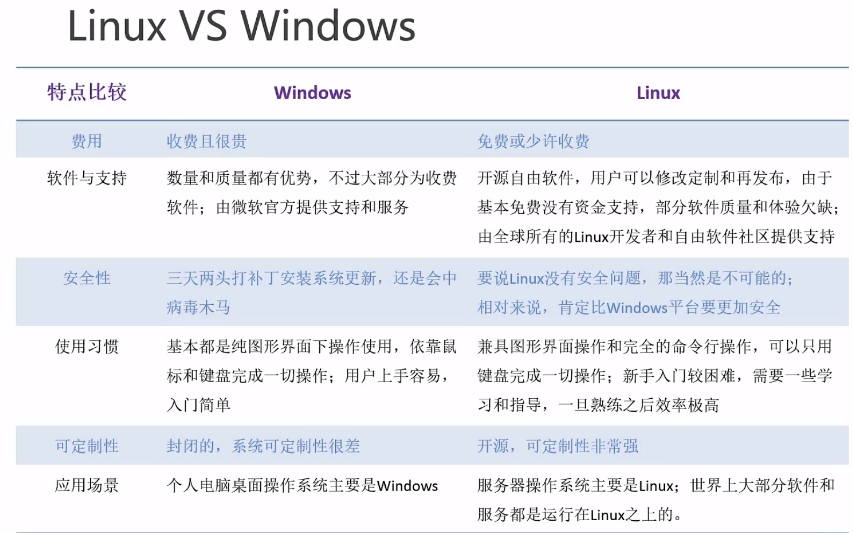 Linux VS Windows
特点比较 Windows Linux
费用 收费且很贵 免费或少许收费
软件与支持 数量和质量都有优势，不过大部分为收费 开源自由软件，用户可以修改定制和再发布，由于
软件；由微软官方提供支持和服务 基本免费没有资金支持，部分软件质量和体验欠缺；
由全球所有的Linux开发者和自由软件社区提供支持
安全性 三天两头打补丁安装系统更新，还是会中 要说Linux没有安全问题，那当然是不可能的；
病毒木马 相对来说，肯定比Windows平台要更加安全
使用习惯 基本都是纯图形界面下操作使用，依靠鼠 兼具图形界面操作和完全的命令行操作，可以只用
标和键盘完成一切操作；用户上手容易， 键盘完成一切操作；新手入门较困难，需要一些学
入门简单 习和指导，一旦熟练之后效率极高
可定制性 封闭的，系统可定制性很差 开源，可定制性非常强
应用场景 个人电脑桌面操作系统主要是Windows 服务器操作系统主要是Linux；世界上大部分软件和
服务都是运行在Linux之上的。